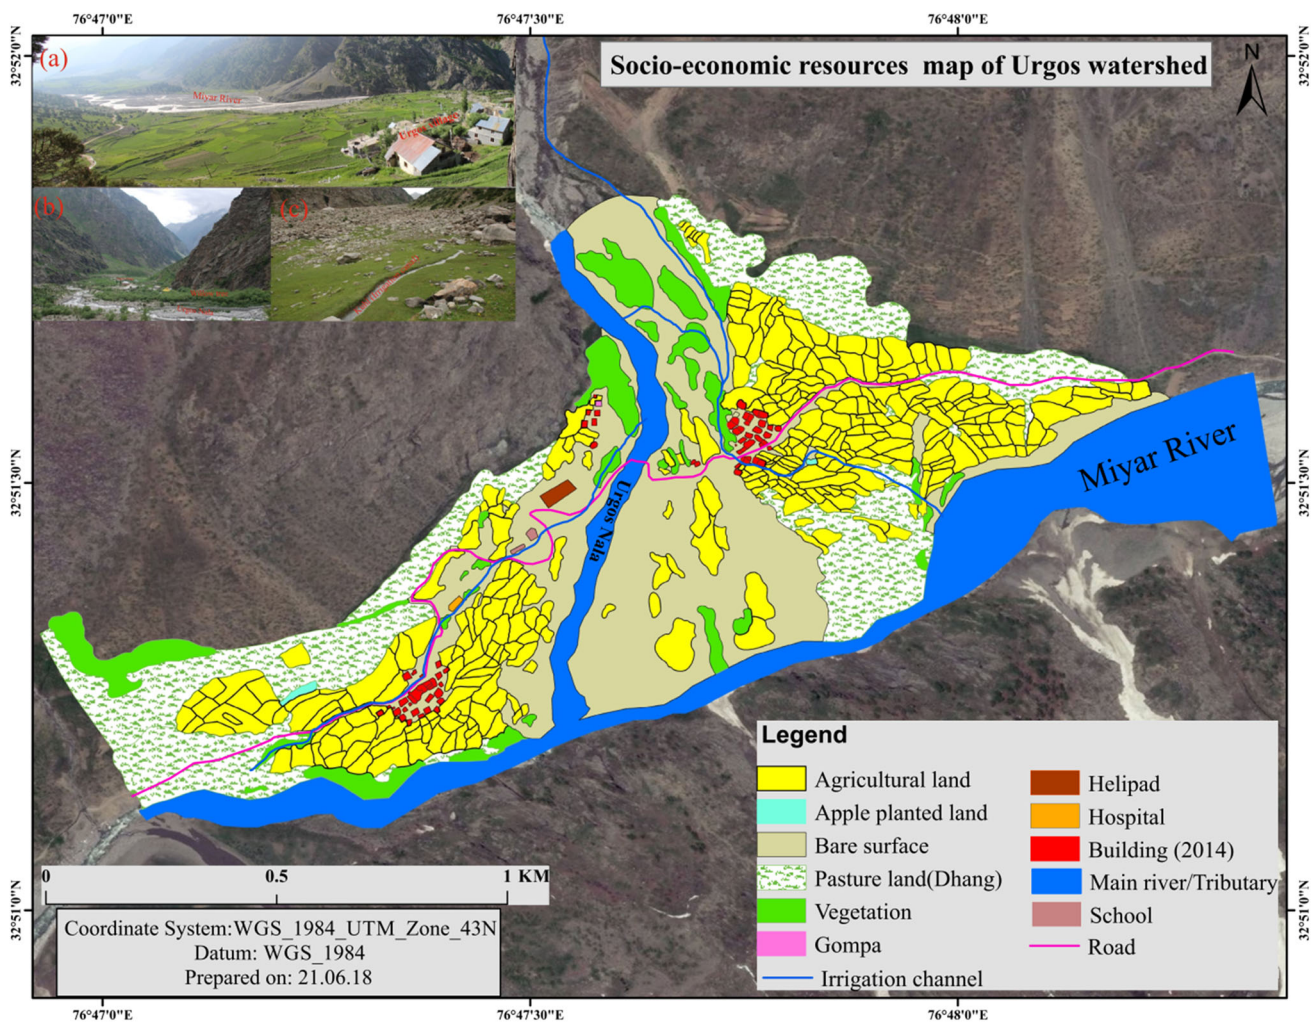 76°47'0"E 76°47'30"E 76°48'0"E
32°52'0"N 32°52'0"N
Socio-economic resources map of Urgos watershed
N
(a)
Miyar River
(b)
(c)
Miyar River
32°51'30"N 32°51'30"N
Urgos Nala
Legend
Agricultural land
Apple planted land
Bare surface
Pasture land(Dhang)
Vegetation
Gompa
Irrigation channel
Helipad
Hospital
Building (2014)
Main river/Tributary
School
Road
0 0.5 1 KM
32°51'0"N 32°51'0"N
Coordinate System:WGS_1984_UTM_Zone_43N
Datum: WGS_1984
Prepared on: 21.06.18
76°47'0"E 76°47'30"E 76°48'0"E